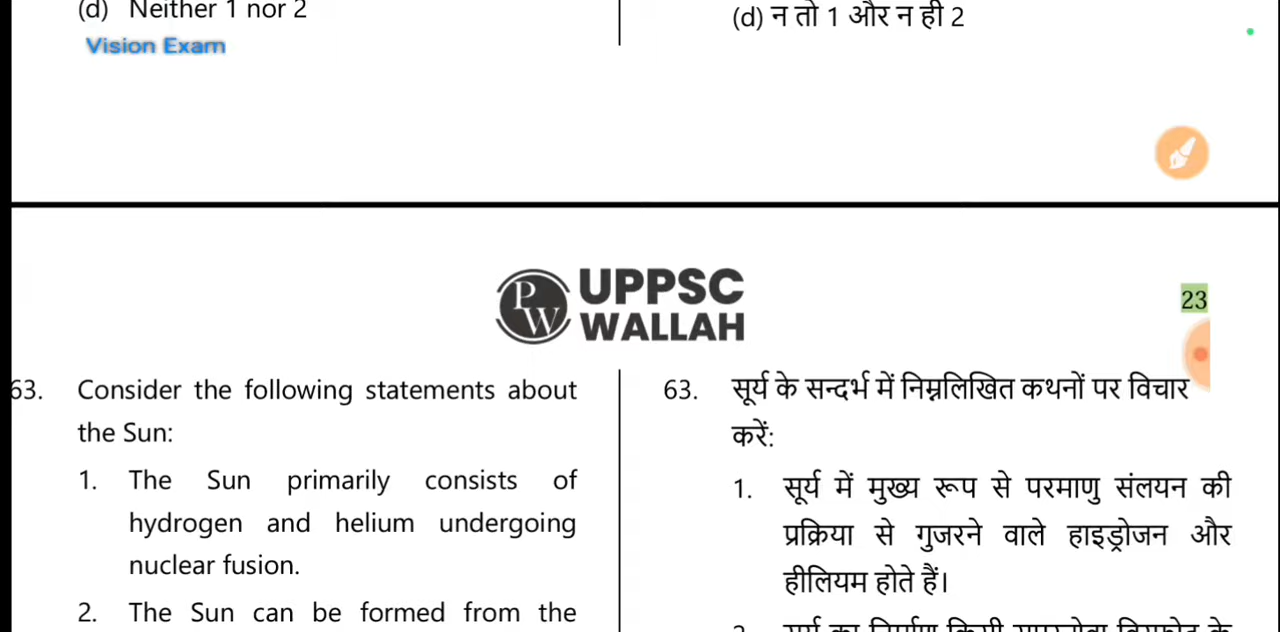 (d) Neither 1 nor 2
Vision Exam
(d) न तो 1 और न ही 2
PW UPPSC
WALLAH
23
63. Consider the following statements about
the Sun:
1. The Sun primarily consists of
hydrogen and helium undergoing
nuclear fusion.
2. The Sun can be formed from the
63. सूर्य के सन्दर्भ में निम्नलिखित कथनों पर विचार
करें:
1. सूर्य में मुख्य रूप से परमाणु संलयन की
प्रक्रिया से गुजरने वाले हाइड्रोजन और
हीलियम होते हैं।